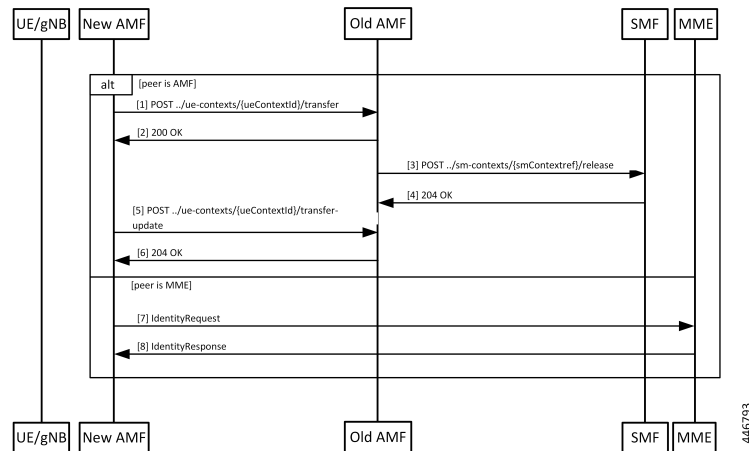 UE/gNB New AMF Old AMF SMF MME
alt [peer is AMF]
[1] POST ../ue-contexts/{ueContextId}/transfer
[2] 200 OK
[3] POST ../sm-contexts/{smContextref}/release
[4] 204 OK
[5] POST ../ue-contexts/{ueContextId}/transfer-
update
[6] 204 OK
[peer is MME]
[7] IdentityRequest
[8] IdentityResponse
UE/gNB New AMF Old AMF SMF MME
446793